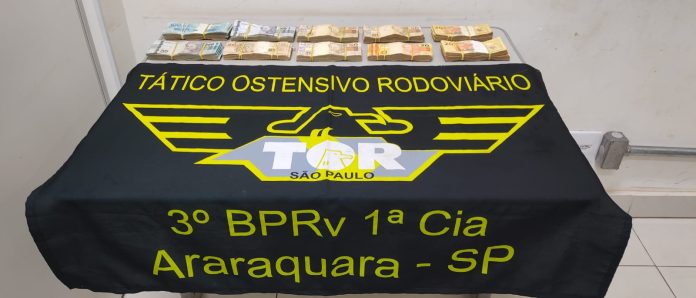 TÁTICO OSTENSIVO RODOVIÁRIO
TOR
SÃO PAULO
3º BPRv 1ª Cia
Araraquara - SP